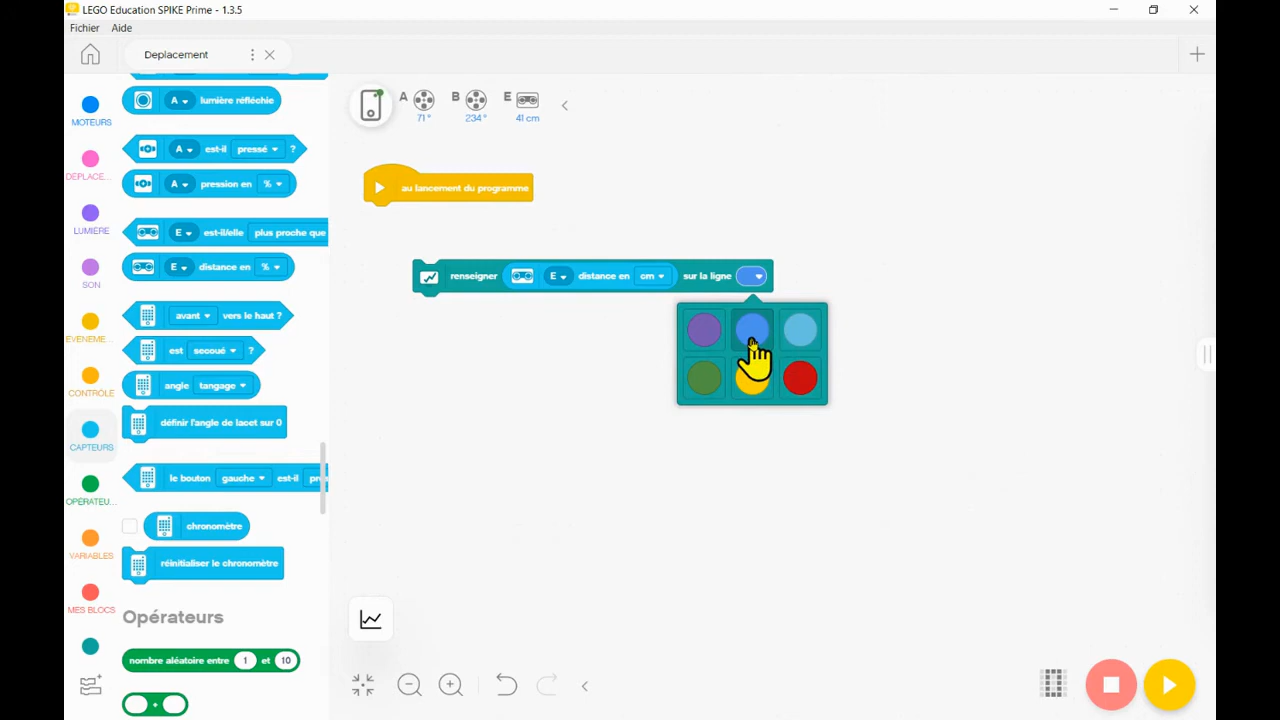 LEGO Education SPIKE Prime - 1.3.5
Fichier Aide
Deplacement
MOTEURS
DEPLACE...
LUMIÈRE
SON
ÉVÉNEME...
CONTRÔLE
CAPTEURS
OPÉRATEU...
VARIABLES
MES BLOCS
A lumière réfléchie
A est-il pressé ?
A pression en %
E est-il/elle plus proche que
E distance en %
avant vers le haut ?
est secoué ?
angle tangage
définir l'angle de lacet sur 0
le bouton gauche est-il
chronomètre
réinitialiser le chronomètre
Opérateurs
nombre aléatoire entre 1 et 10
+
A B E
71° 234° 41 cm
au lancement du programme
renseigner E distance en cm sur la ligne